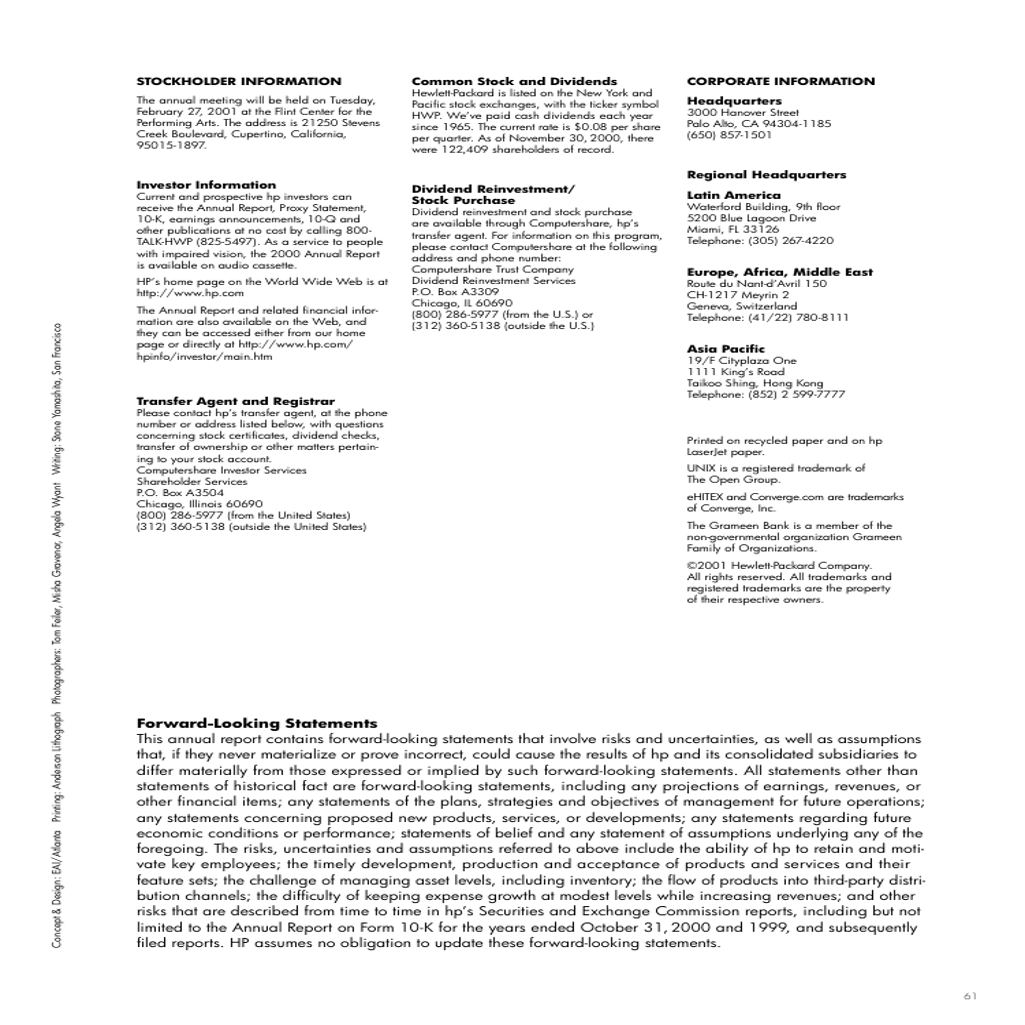 STOCKHOLDER INFORMATION
The annual meeting will be held on Tuesday,
February 27, 2001 at the Flint Center for the
Performing Arts. The address is 21250 Stevens
Creek Boulevard, Cupertino, California,
95015-1897.
Investor Information
Current and prospective hp investors can
receive the Annual Report, Proxy Statement,
10-K, earnings announcements, 10-Q and
other publications at no cost by calling 800-
TALK-HWP (825-5497). As a service to people
with impaired vision, the 2000 Annual Report
is available on audio cassette.
HP's home page on the World Wide Web is at
http://www.hp.com
The Annual Report and related financial infor-
mation are also available on the Web, and
they can be accessed either from our home
page or directly at http://www.hp.com/
hpinfo/investor/main.htm
Transfer Agent and Registrar
Please contact hp's transfer agent, at the phone
number or address listed below, with questions
concerning stock certificates, dividend checks,
transfer of ownership or other matters pertain-
ing to your stock account.
Computershare Investor Services
Shareholder Services
P.O. Box A3504
Chicago, Illinois 60690
(800) 286-5977 (from the United States)
(312) 360-5138 (outside the United States)
Common Stock and Dividends
Hewlett-Packard is listed on the New York and
Pacific stock exchanges, with the ticker symbol
HWP. We've paid cash dividends each year
since 1965. The current rate is $0.08 per share
per quarter. As of November 30, 2000, there
were 122,409 shareholders of record.
Dividend Reinvestment/
Stock Purchase
Dividend reinvestment and stock purchase
are available through Computershare, hp's
transfer agent. For information on this program,
please contact Computershare at the following
address and phone number:
Computershare Trust Company
Dividend Reinvestment Services
P.O. Box A3309
Chicago, IL 60690
(800) 286-5977 (from the U.S.) or
(312) 360-5138 (outside the U.S.)
CORPORATE INFORMATION
Headquarters
3000 Hanover Street
Palo Alto, CA 94304-1185
(650) 857-1501
Regional Headquarters
Latin America
Waterford Building, 9th floor
5200 Blue Lagoon Drive
Miami, FL 33126
Telephone: (305) 267-4220
Europe, Africa, Middle East
Route du Nant-d'Avril 150
CH-1217 Meyrin 2
Geneva, Switzerland
Telephone: (41/22) 780-8111
Asia Pacific
19/F Cityplaza One
1111 King's Road
Taikoo Shing, Hong Kong
Telephone: (852) 2 599-7777
Printed on recycled paper and on hp
LaserJet paper.
UNIX is a registered trademark of
The Open Group.
eHITEX and Converge.com are trademarks
of Converge, Inc.
The Grameen Bank is a member of the
non-governmental organization Grameen
Family of Organizations.
©2001 Hewlett-Packard Company.
All rights reserved. All trademarks and
registered trademarks are the property
of their respective owners.
Concept & Design: EAI/Atlanta Printing: Anderson Lithograph Photographers: Tom Feiler, Misha Gravenor, Angela Wyant Writing: Stone Yamashita, San Francisco
Forward-Looking Statements
This annual report contains forward-looking statements that involve risks and uncertainties, as well as assumptions
that, if they never materialize or prove incorrect, could cause the results of hp and its consolidated subsidiaries to
differ materially from those expressed or implied by such forward-looking statements. All statements other than
statements of historical fact are forward-looking statements, including any projections of earnings, revenues, or
other financial items; any statements of the plans, strategies and objectives of management for future operations;
any statements concerning proposed new products, services, or developments; any statements regarding future
economic conditions or performance; statements of belief and any statement of assumptions underlying any of the
foregoing. The risks, uncertainties and assumptions referred to above include the ability of hp to retain and moti-
vate key employees; the timely development, production and acceptance of products and services and their
feature sets; the challenge of managing asset levels, including inventory; the flow of products into third-party distri-
bution channels; the difficulty of keeping expense growth at modest levels while increasing revenues; and other
risks that are described from time to time in hp's Securities and Exchange Commission reports, including but not
limited to the Annual Report on Form 10-K for the years ended October 31, 2000 and 1999, and subsequently
filed reports. HP assumes no obligation to update these forward-looking statements.
61